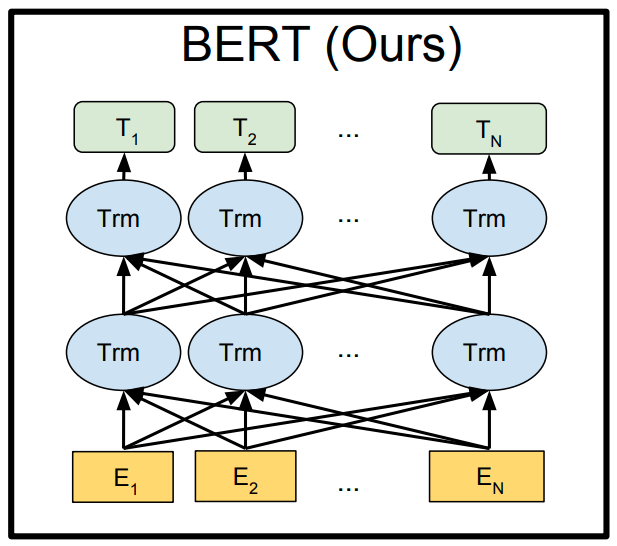 BERT (Ours)
T1 T2 ... TN
Trm Trm ... Trm
Trm Trm ... Trm
E1 E2 ... EN